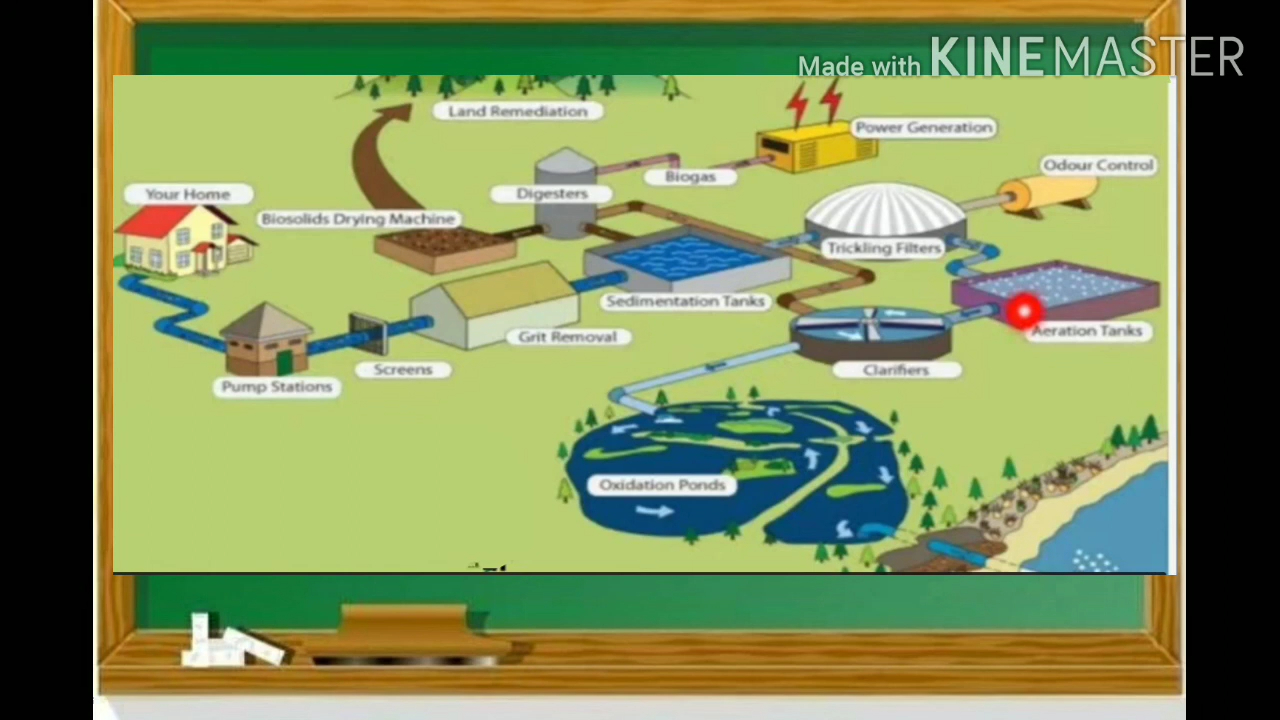 Made with KINEMASTER
Land Remediation
Power Generation
Odour Control
Biogas
Your Home
Digesters
Biosolids Drying Machine
Trickling Filters
Sedimentation Tanks
Aeration Tanks
Grit Removal
Screens
Clarifiers
Pump Stations
Oxidation Ponds